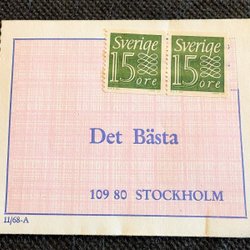 Sverige Sverige
15 15
öre öre
Det Bästa
109 80 STOCKHOLM
11/68-A